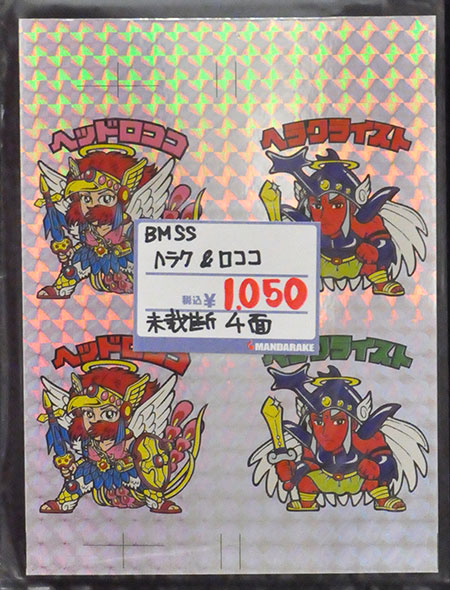 ヘッドロココ
ヘラクライスト
BMSS
ハラク & ロココ
税込 ¥ 1,050
未裁断 4面
MANDARAKE
ヘッドロココ
ヘラクライスト